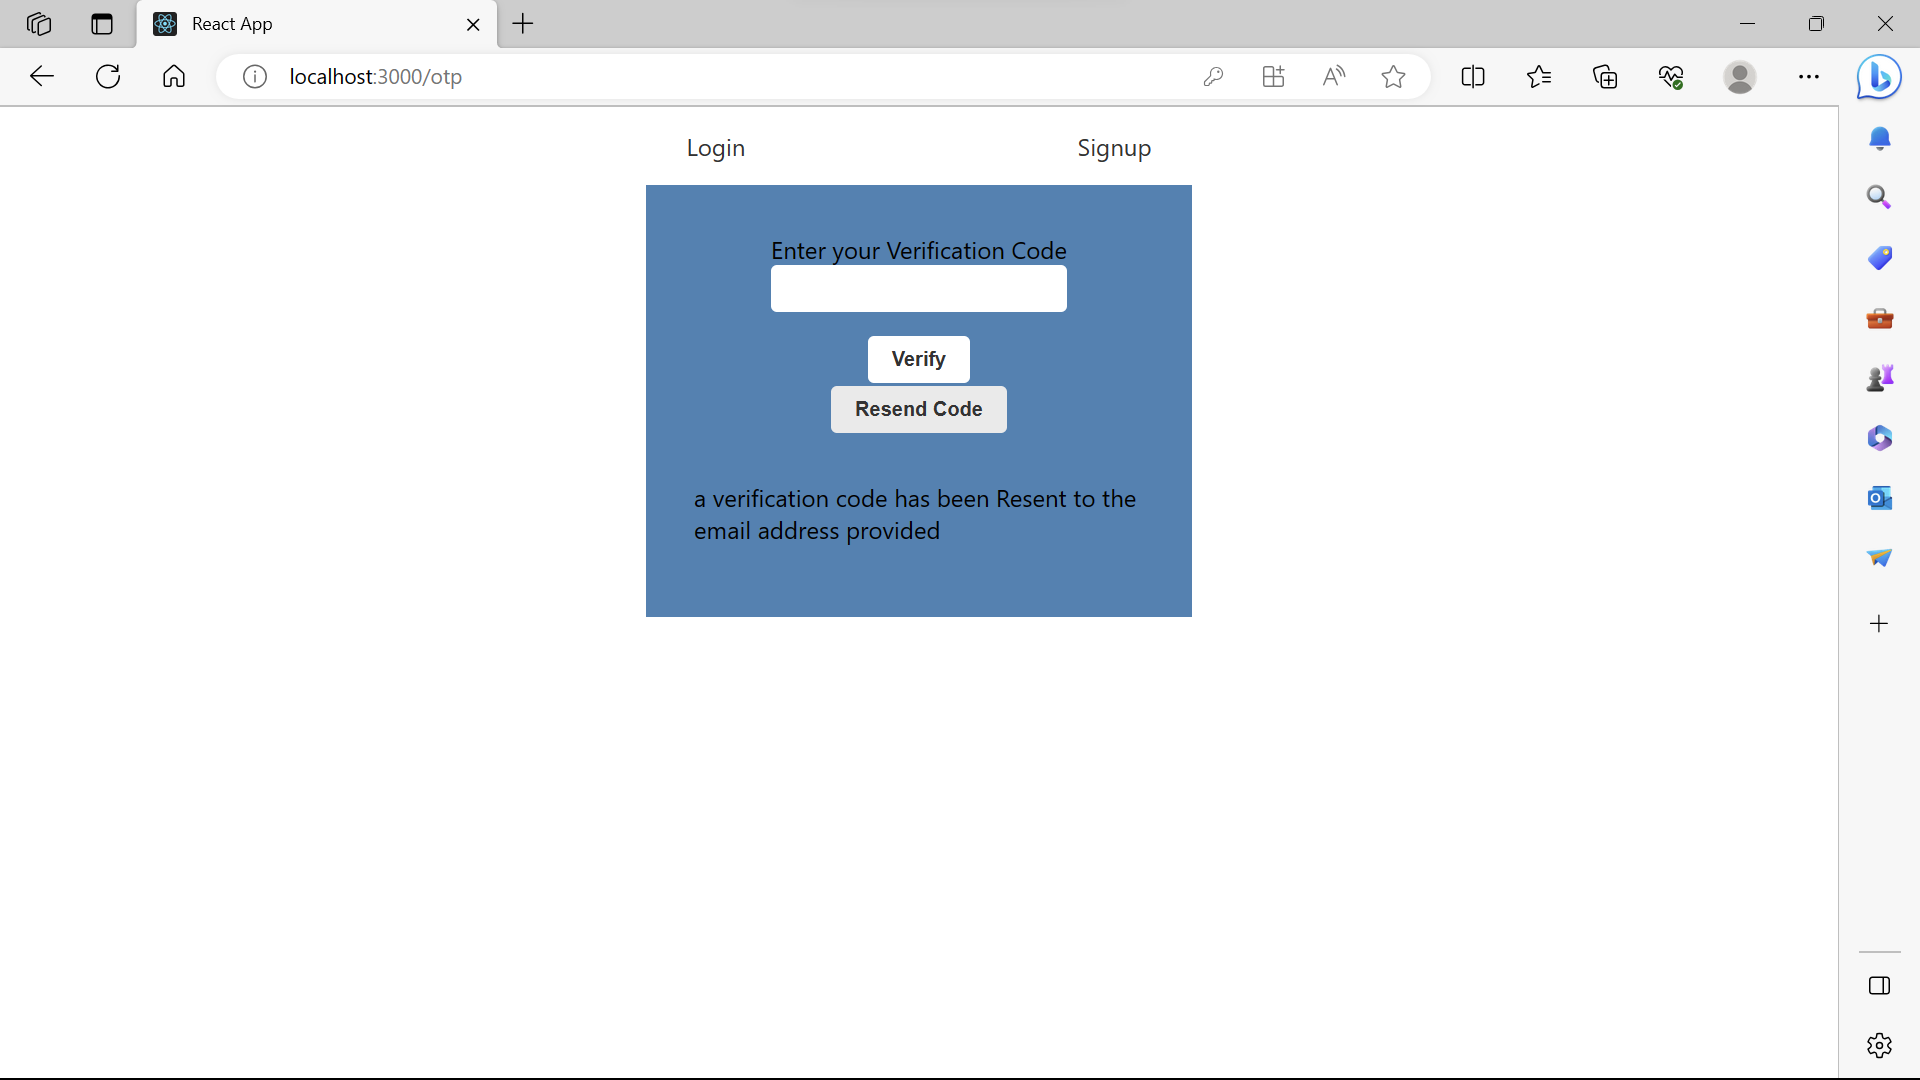 React App
localhost:3000/otp
Login
Signup
Enter your Verification Code
Verify
Resend Code
a verification code has been Resent to the
email address provided